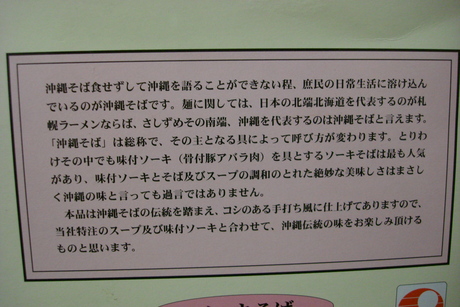 沖縄そば食せずして沖縄を語ることができない程、庶民の日常生活に溶け込ん
でいるのが沖縄そばです。麺に関しては、日本の北端北海道を代表するのが札
幌ラーメンならば、さしずめその南端、沖縄を代表するのは沖縄そばと言えます。
「沖縄そば」は総称で、その主となる具によって呼び方が変わります。とりわ
けその中でも味付ソーキ（骨付豚アバラ肉）を具とするソーキそばは最も人気
があり、味付ソーキとそば及びスープの調和のとれた絶妙な美味しさはまさし
く沖縄の味と言っても過言ではありません。
本品は沖縄そばの伝統を踏まえ、コシのある手打ち風に仕上げてありますので、
当社特注のスープ及び味付ソーキと合わせて、沖縄伝統の味をお楽しみ頂ける
ものと思います。